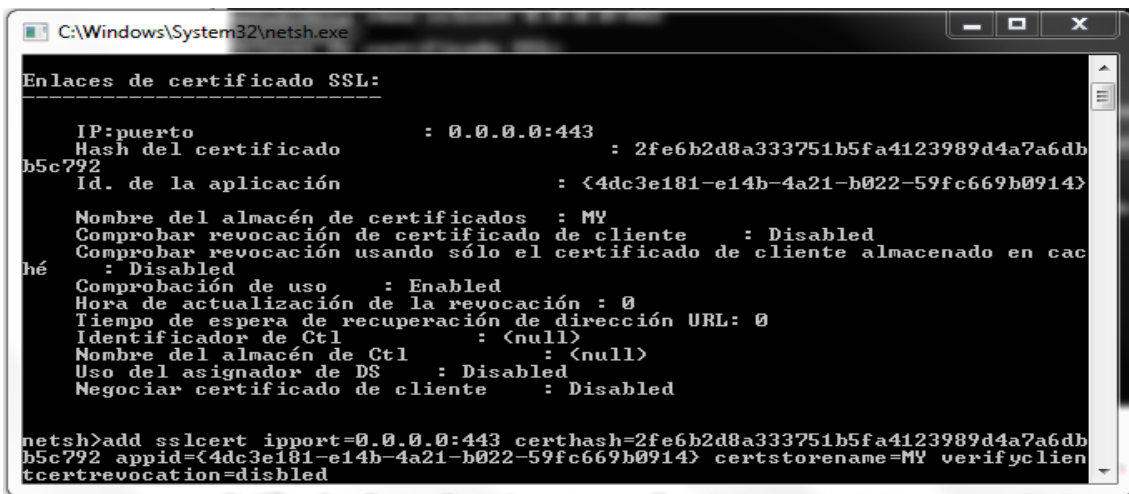 C:\Windows\System32\netsh.exe
Enlaces de certificado SSL:
---------------------------
IP:puerto : 0.0.0.0:443
Hash del certificado : 2fe6b2d8a333751b5fa4123989d4a7a6db
b5c792
Id. de la aplicación : {4dc3e181-e14b-4a21-b022-59fc669b0914}
Nombre del almacén de certificados : MY
Comprobar revocación de certificado de cliente : Disabled
Comprobar revocación usando sólo el certificado de cliente almacenado en cac
hé : Disabled
Comprobación de uso : Enabled
Hora de actualización de la revocación : 0
Tiempo de espera de recuperación de dirección URL: 0
Identificador de Ctl : (null)
Nombre del almacén de Ctl : (null)
Uso del asignador de DS : Disabled
Negociar certificado de cliente : Disabled
netsh>add sslcert ipport=0.0.0.0:443 certhash=2fe6b2d8a333751b5fa4123989d4a7a6db
b5c792 appid={4dc3e181-e14b-4a21-b022-59fc669b0914} certstorename=MY verifyclien
tcertrevocation=disbled